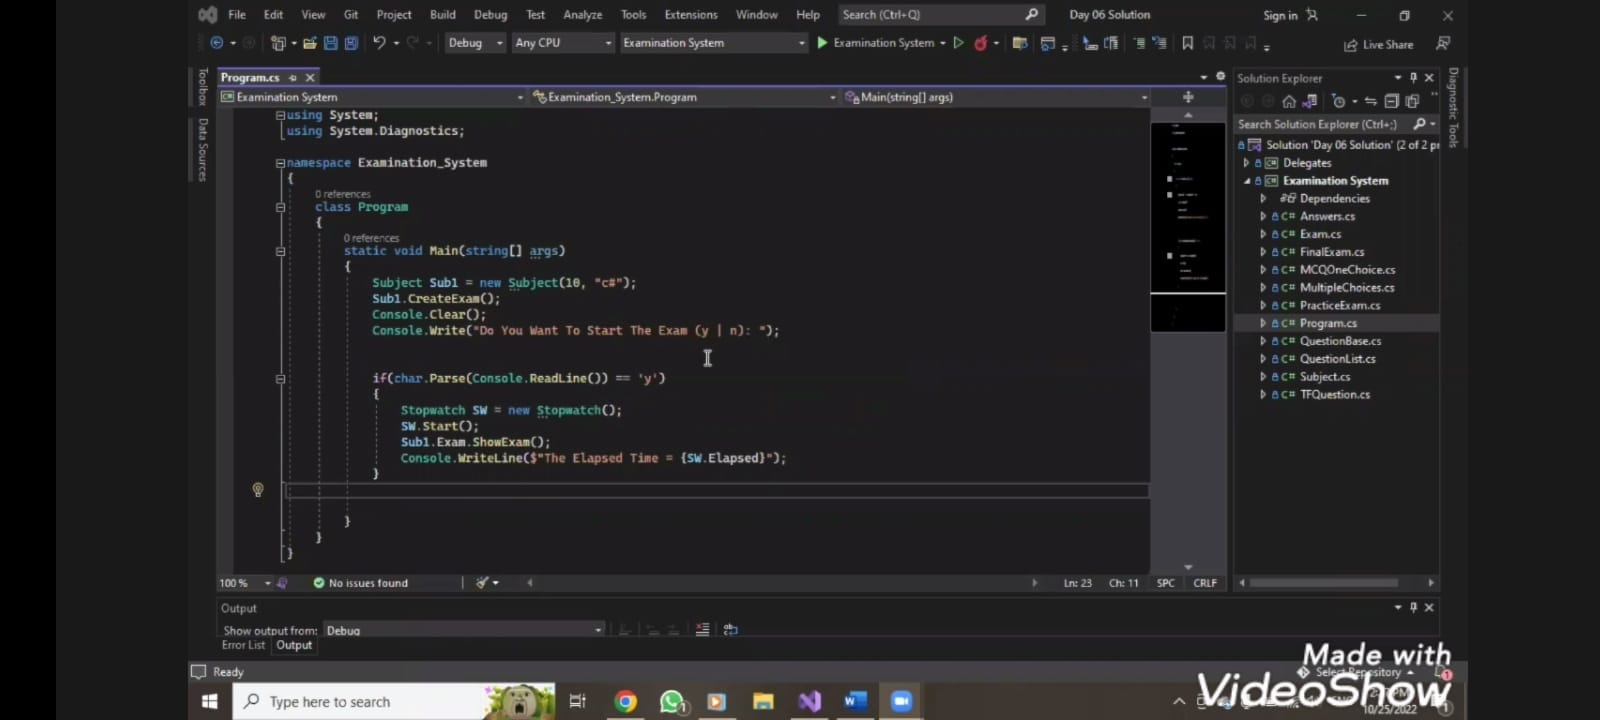 File Edit View Git Project Build Debug Test Analyze Tools Extensions Window Help Search (Ctrl+Q) Day 06 Solution Sign in
Debug Any CPU Examination System Examination System Live Share
Toolbox
Data Sources
Program.cs
Examination System Examination_System.Program Main(string[] args)
using System;
using System.Diagnostics;
namespace Examination_System
{
0 references
class Program
{
0 references
static void Main(string[] args)
{
Subject Sub1 = new Subject(10, "c#");
Sub1.CreateExam();
Console.Clear();
Console.Write("Do You Want To Start The Exam (y | n): ");
if(char.Parse(Console.ReadLine()) == 'y')
{
Stopwatch SW = new Stopwatch();
SW.Start();
Sub1.Exam.ShowExam();
Console.WriteLine($"The Elapsed Time = {SW.Elapsed}");
}
}
}
}
100 % No issues found Ln: 23 Ch: 11 SPC CRLF
Solution Explorer
Search Solution Explorer (Ctrl+;)
Solution 'Day 06 Solution' (2 of 2 pr
C# Delegates
C# Examination System
Dependencies
C# Answers.cs
C# Exam.cs
C# FinalExam.cs
C# MCQOneChoice.cs
C# MultipleChoices.cs
C# PracticeExam.cs
C# Program.cs
C# QuestionBase.cs
C# QuestionList.cs
C# Subject.cs
C# TFQuestion.cs
Diagnostic Tools
Output
Show output from: Debug
Error List Output
Ready
Select Repository
Made with
VideoShow
Type here to search
10/25/2022